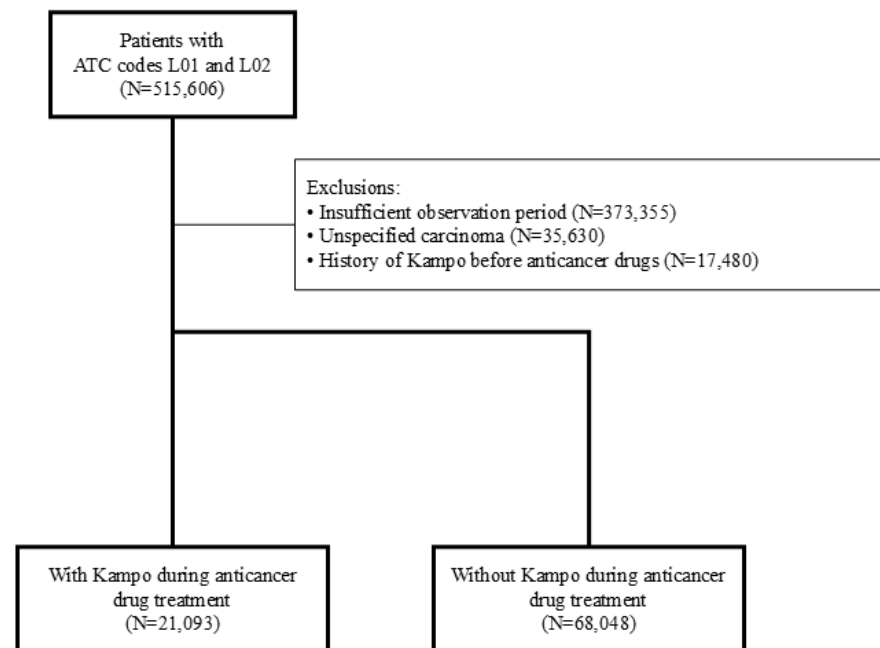 Patients with
ATC codes L01 and L02
(N=515,606)
Exclusions:
• Insufficient observation period (N=373,355)
• Unspecified carcinoma (N=35,630)
• History of Kampo before anticancer drugs (N=17,480)
With Kampo during anticancer
drug treatment
(N=21,093)
Without Kampo during anticancer
drug treatment
(N=68,048)